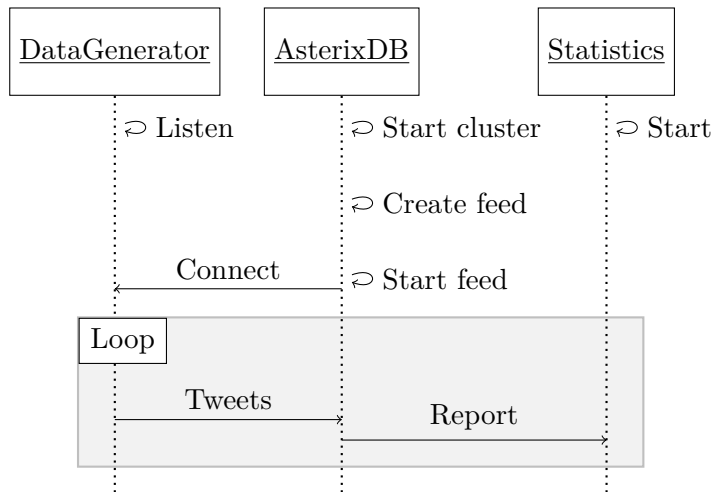 DataGenerator
AsterixDB
Statistics
Listen
Start cluster
Start
Create feed
Connect
Start feed
Loop
Tweets
Report